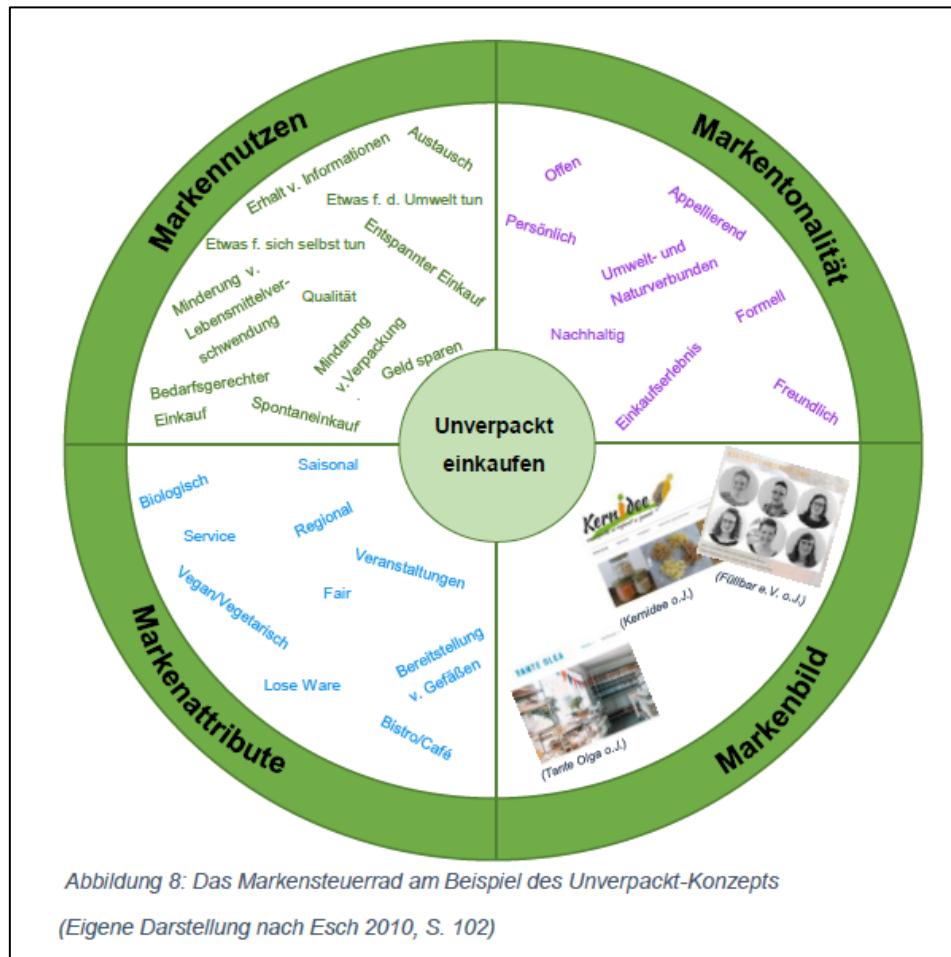 Markennutzen
Austausch
Erhalt v. Informationen
Etwas f. d. Umwelt tun
Etwas f. sich selbst tun
Entspannter Einkauf
Minderung v.
Lebensmittelver-
schwendung
Qualität
Minderung
v.Verpackung
Geld sparen
Bedarfsgerechter
Einkauf
Spontaneinkauf
Markentonalität
Offen
Appellierend
Persönlich
Umwelt- und
Naturverbunden
Formell
Nachhaltig
Einkaufserlebnis
Freundlich
Unverpackt
einkaufen
Markenattribute
Saisonal
Biologisch
Regional
Service
Veranstaltungen
Vegan/Vegetarisch
Fair
Bereitstellung
v. Gefäßen
Lose Ware
Bistro/Café
Markenbild
Kernidee
(Kernidee o.J.)
(Füllbar e.V. o.J.)
TANTE OLGA
(Tante Olga o.J.)
Abbildung 8: Das Markensteuerrad am Beispiel des Unverpackt-Konzepts
(Eigene Darstellung nach Esch 2010, S. 102)